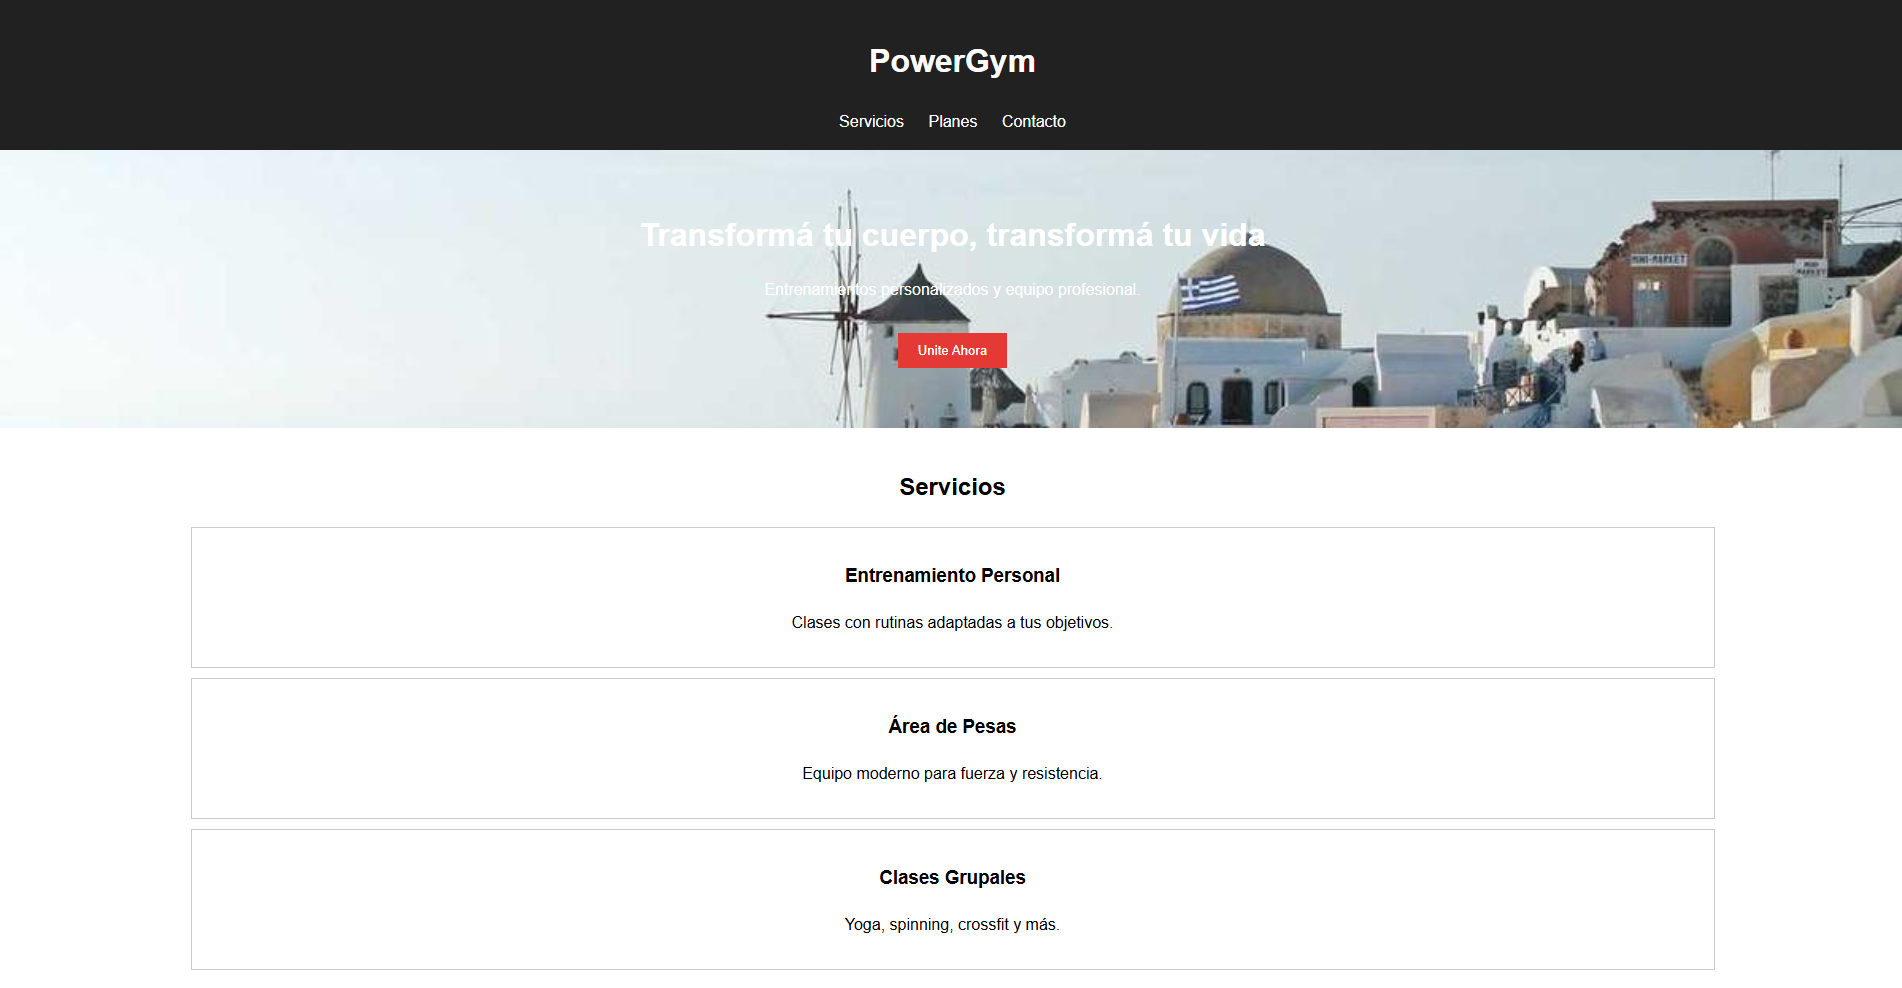 PowerGym
Servicios Planes Contacto
Transformá tu cuerpo, transformá tu vida
Entrenamientos personalizados y equipo profesional.
MINI-MARKET
MINI MARKET
Unite Ahora
Servicios
Entrenamiento Personal
Clases con rutinas adaptadas a tus objetivos.
Área de Pesas
Equipo moderno para fuerza y resistencia.
Clases Grupales
Yoga, spinning, crossfit y más.